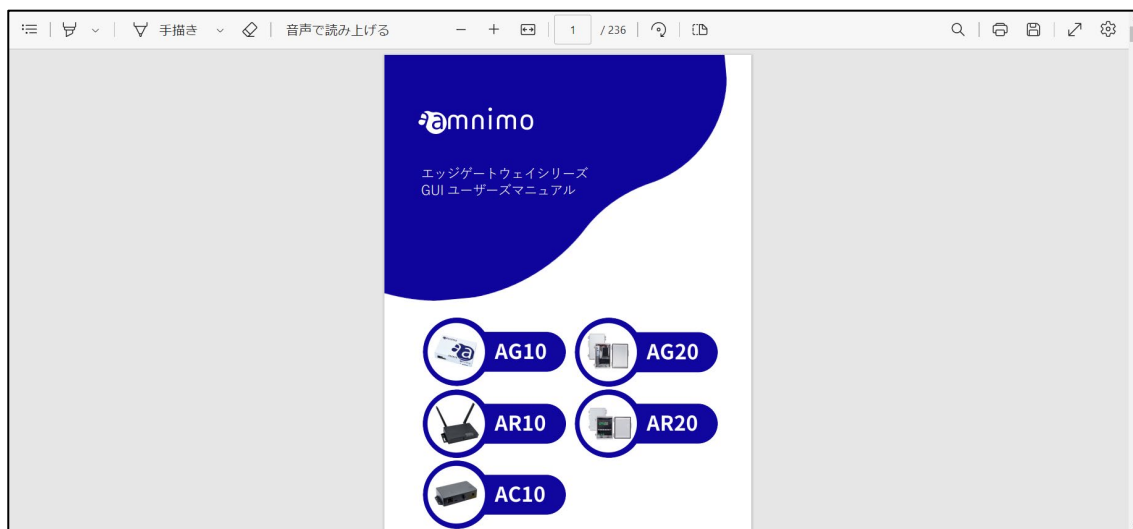 手描き
音声で読み上げる
1 / 236
amnimo
エッジゲートウェイシリーズ
GUI ユーザーズマニュアル
AG10
AG20
AR10
AR20
AC10